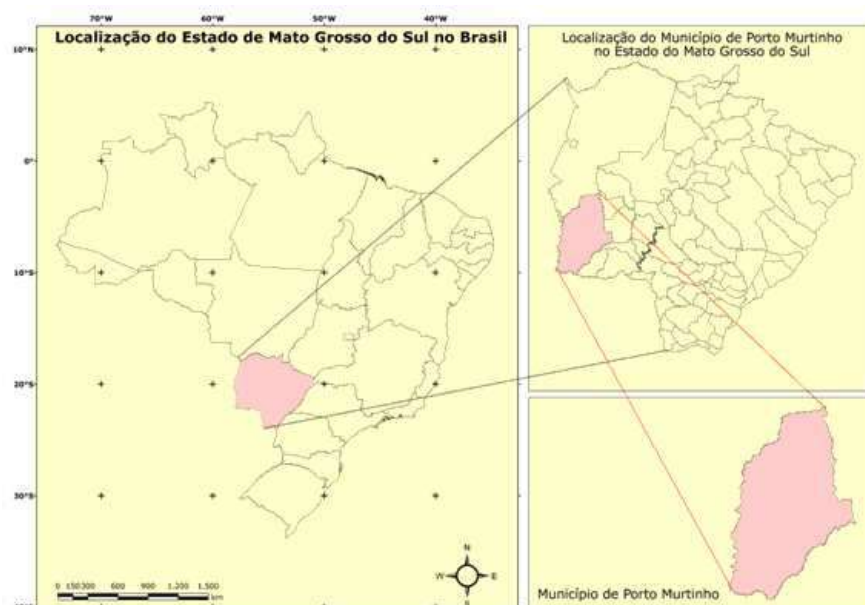 70°W 60°W 50°W 40°W
Localização do Estado de Mato Grosso do Sul no Brasil
10°N
0°
10°S
20°S
30°S
0 150 300 600 900 1.200 1.500
km
N
W E
S
Localização do Município de Porto Murtinho
no Estado do Mato Grosso do Sul
Município de Porto Murtinho